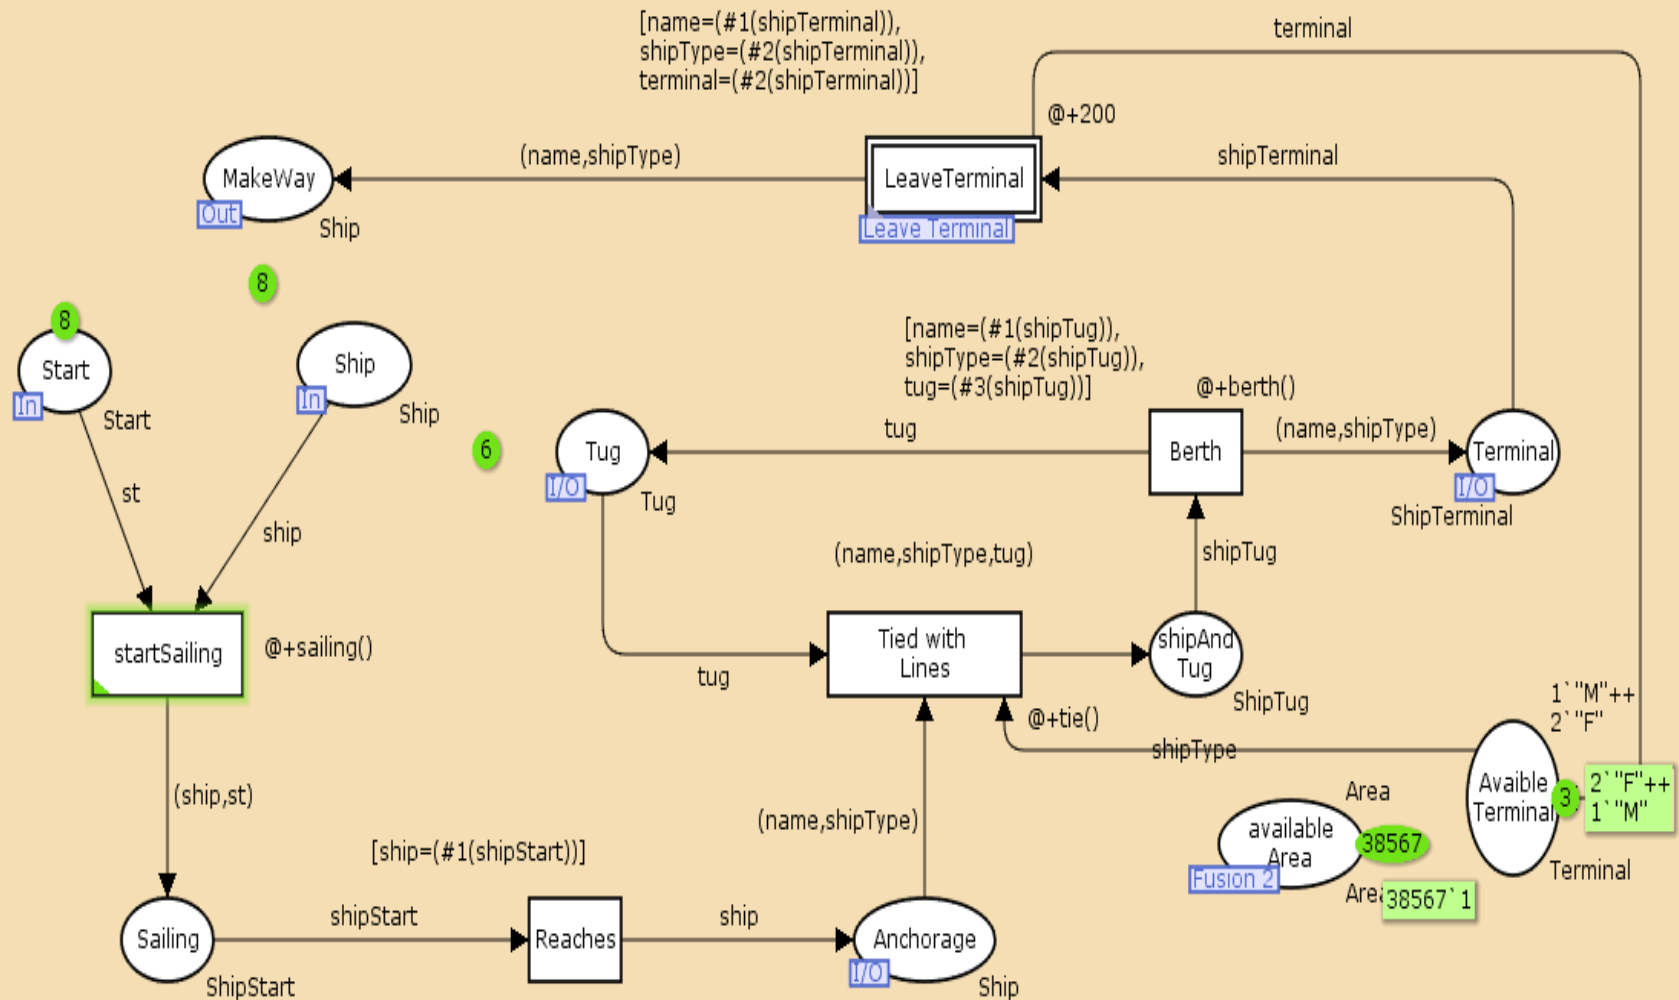 [name=(#1(shipTerminal)),
shipType=(#2(shipTerminal)),
terminal=(#2(shipTerminal))]
terminal
@+200
(name,shipType)
shipTerminal
MakeWay
Out
Ship
LeaveTerminal
Leave Terminal
8
8
Start
In
Start
Ship
In
Ship
st
ship
6
[name=(#1(shipTug)),
shipType=(#2(shipTug)),
tug=(#3(shipTug))]
@+berth()
tug
(name,shipType)
Tug
I/O
Tug
Berth
Terminal
I/O
ShipTerminal
(name,shipType,tug)
shipTug
startSailing
@+sailing()
tug
Tied with
Lines
shipAnd
Tug
ShipTug
@+tie()
shipType
1`"M"++
2`"F"
Avaible
Terminal
3
2`"F"++
1`"M"
Terminal
(ship,st)
(name,shipType)
Area
available
Area
38567
Fusion 2
Area
38567`1
[ship=(#1(shipStart))]
Sailing
ShipStart
shipStart
Reaches
ship
Anchorage
I/O
Ship